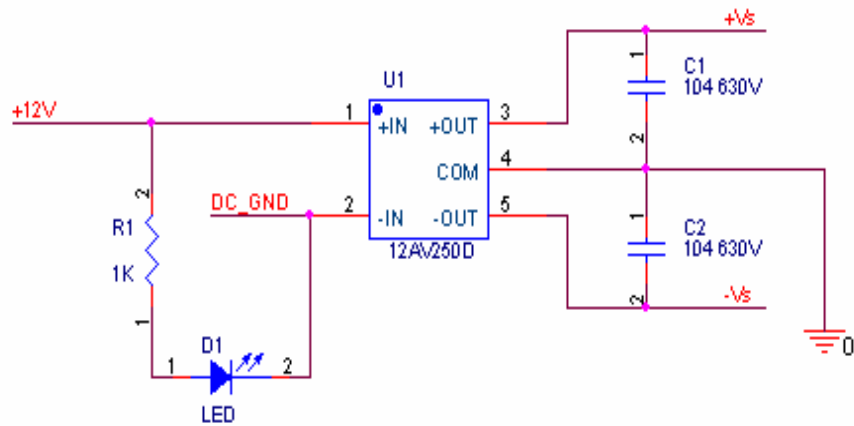 +Vs
1
C1
104 630V
2
U1
+12V
1
+IN
+OUT
3
COM
4
DC_GND
2
-IN
-OUT
5
12AV250D
1
C2
104 630V
2
-Vs
2
R1
1K
1
0
D1
1
2
LED